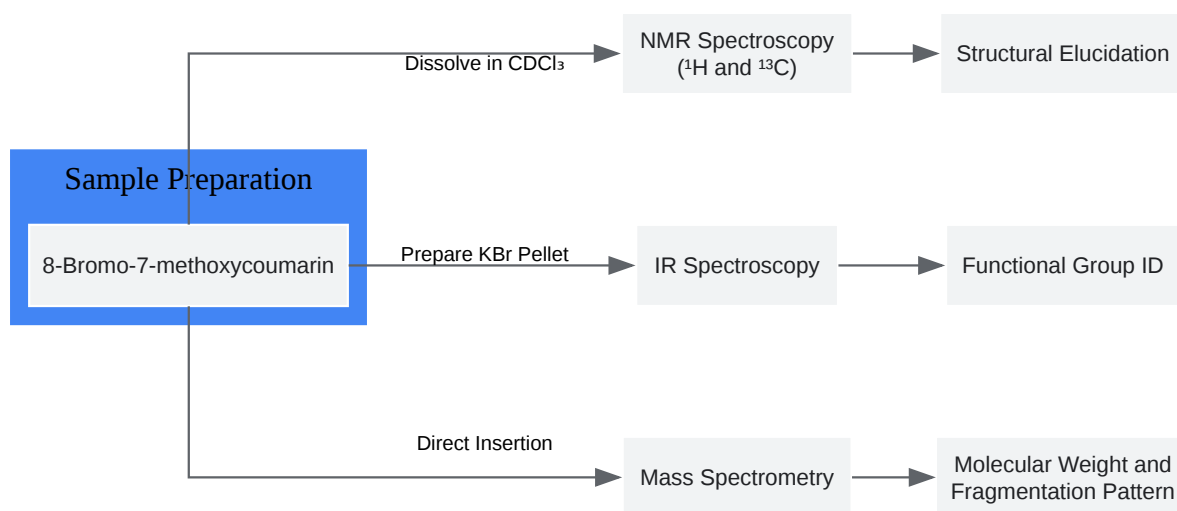 NMR Spectroscopy
(¹H and ¹³C)
Structural Elucidation
Dissolve in CDCl₃
Sample Preparation
8-Bromo-7-methoxycoumarin
Prepare KBr Pellet
IR Spectroscopy
Functional Group ID
Direct Insertion
Mass Spectrometry
Molecular Weight and
Fragmentation Pattern